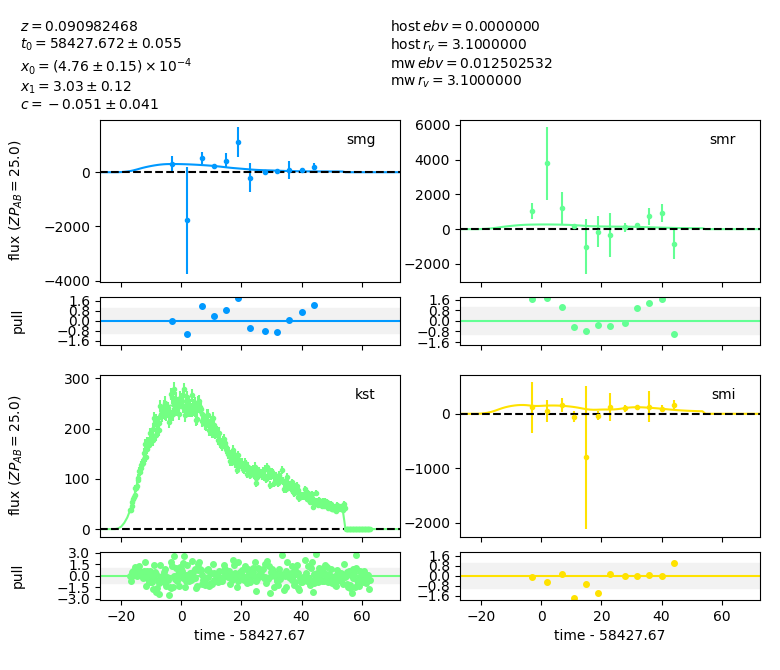 z = 0.090982468
t₀ = 58427.672 ± 0.055
x₀ = (4.76 ± 0.15) × 10⁻⁴
x₁ = 3.03 ± 0.12
c = −0.051 ± 0.041
host ebv = 0.0000000
host r_v = 3.1000000
mw ebv = 0.012502532
mw r_v = 3.1000000
flux (ZP_AB = 25.0)
0
−2000
−4000
smg
6000
4000
2000
0
−2000
smr
pull
1.6
0.8
0.0
−0.8
−1.6
1.6
0.8
0.0
−0.8
−1.6
flux (ZP_AB = 25.0)
300
200
100
0
kst
0
−1000
−2000
smi
pull
3.0
1.5
0.0
−1.5
−3.0
1.6
0.8
0.0
−0.8
−1.6
−20 0 20 40 60
time - 58427.67
−20 0 20 40 60
time - 58427.67